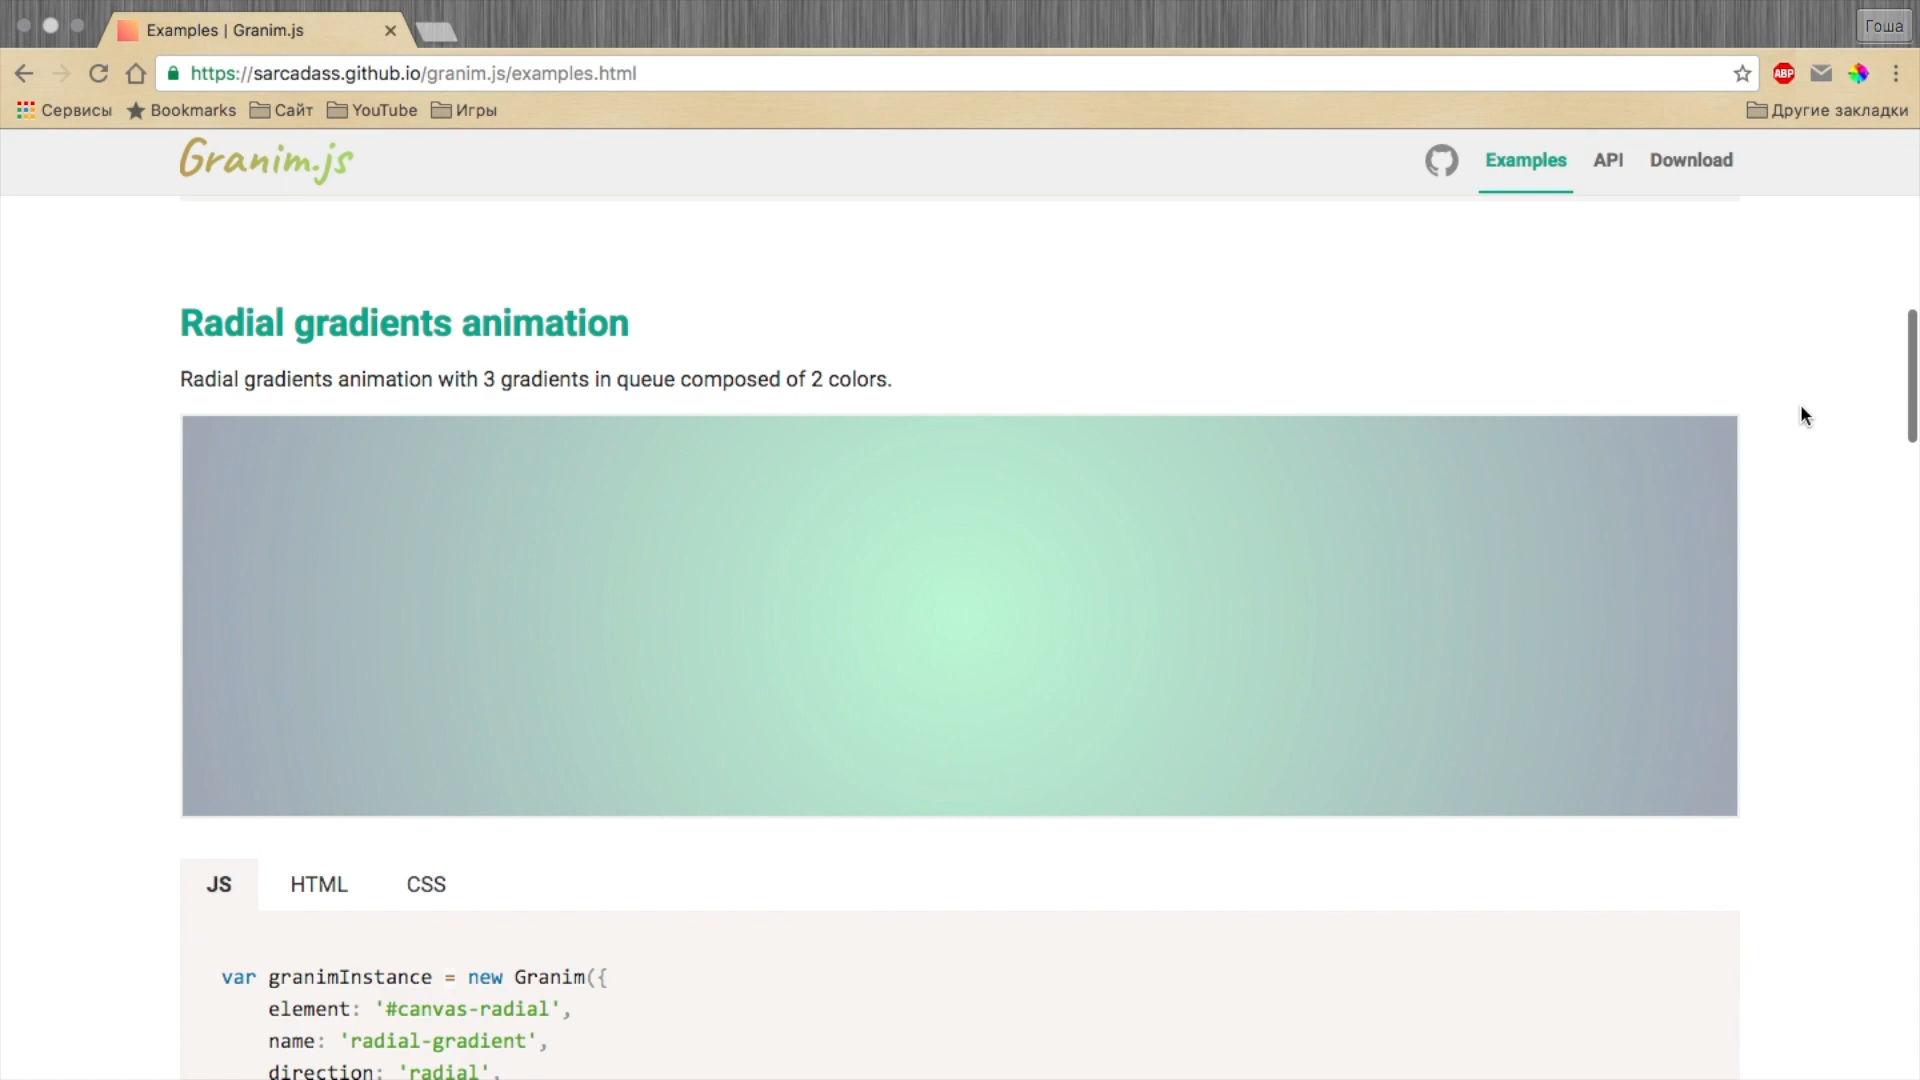 Examples | Granim.js
Гоша
https://sarcadass.github.io/granim.js/examples.html
ABP
Сервисы Bookmarks Сайт YouTube Игры Другие закладки
Granim.js Examples API Download
Radial gradients animation
Radial gradients animation with 3 gradients in queue composed of 2 colors.
JS HTML CSS
var granimInstance = new Granim({
element: '#canvas-radial',
name: 'radial-gradient',
direction: 'radial',